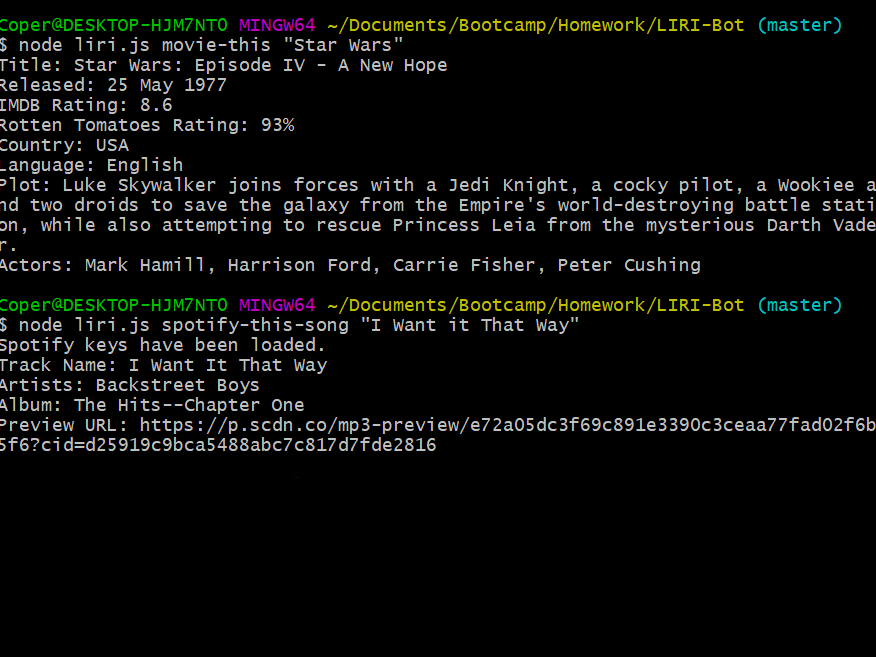 Coper@DESKTOP-HJM7NT0 MINGW64 ~/Documents/Bootcamp/Homework/LIRI-Bot (master)
$ node liri.js movie-this "Star Wars"
Title: Star Wars: Episode IV - A New Hope
Released: 25 May 1977
IMDB Rating: 8.6
Rotten Tomatoes Rating: 93%
Country: USA
Language: English
Plot: Luke Skywalker joins forces with a Jedi Knight, a cocky pilot, a Wookiee a
nd two droids to save the galaxy from the Empire's world-destroying battle stati
on, while also attempting to rescue Princess Leia from the mysterious Darth Vade
r.
Actors: Mark Hamill, Harrison Ford, Carrie Fisher, Peter Cushing
Coper@DESKTOP-HJM7NT0 MINGW64 ~/Documents/Bootcamp/Homework/LIRI-Bot (master)
$ node liri.js spotify-this-song "I Want it That Way"
Spotify keys have been loaded.
Track Name: I Want It That Way
Artists: Backstreet Boys
Album: The Hits--Chapter One
Preview URL: https://p.scdn.co/mp3-preview/e72a05dc3f69c891e3390c3ceaa77fad02f6b
5f6?cid=d25919c9bca5488abc7c817d7fde2816